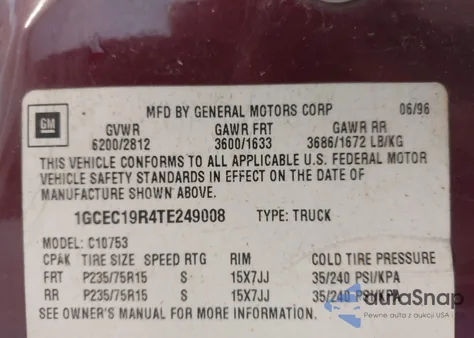 MFD BY GENERAL MOTORS CORP 06/96
GM
GVWR GAWR FRT GAWR RR
6200/2812 3600/1633 3686/1672 LB/KG
THIS VEHICLE CONFORMS TO ALL APPLICABLE U.S. FEDERAL MOTOR
VEHICLE SAFETY STANDARDS IN EFFECT ON THE DATE OF
MANUFACTURE SHOWN ABOVE.
1GCEC19R4TE249008 TYPE: TRUCK
MODEL: C10753
CPAK TIRE SIZE SPEED RTG RIM COLD TIRE PRESSURE
FRT P235/75R15 S 15X7JJ 35/240 PSI/KPA
RR P235/75R15 S 15X7JJ 35/240 PSI/KPA
SEE OWNER'S MANUAL FOR MORE INFORMATION.
autaSnap
Pewne auta z aukcji USA